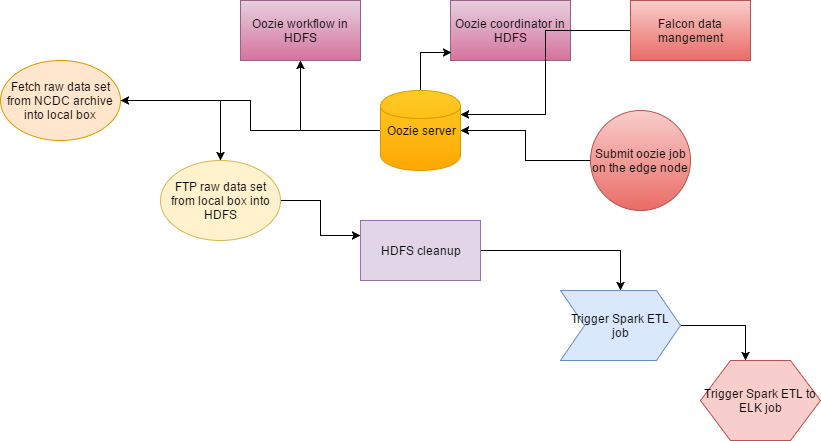 Oozie workflow in
HDFS
Oozie coordinator in
HDFS
Falcon data
mangement
Fetch raw data set
from NCDC archive
into local box
Oozie server
Submit oozie job
on the edge node
FTP raw data set
from local box into
HDFS
HDFS cleanup
Trigger Spark ETL
job
Trigger Spark ETL to
ELK job